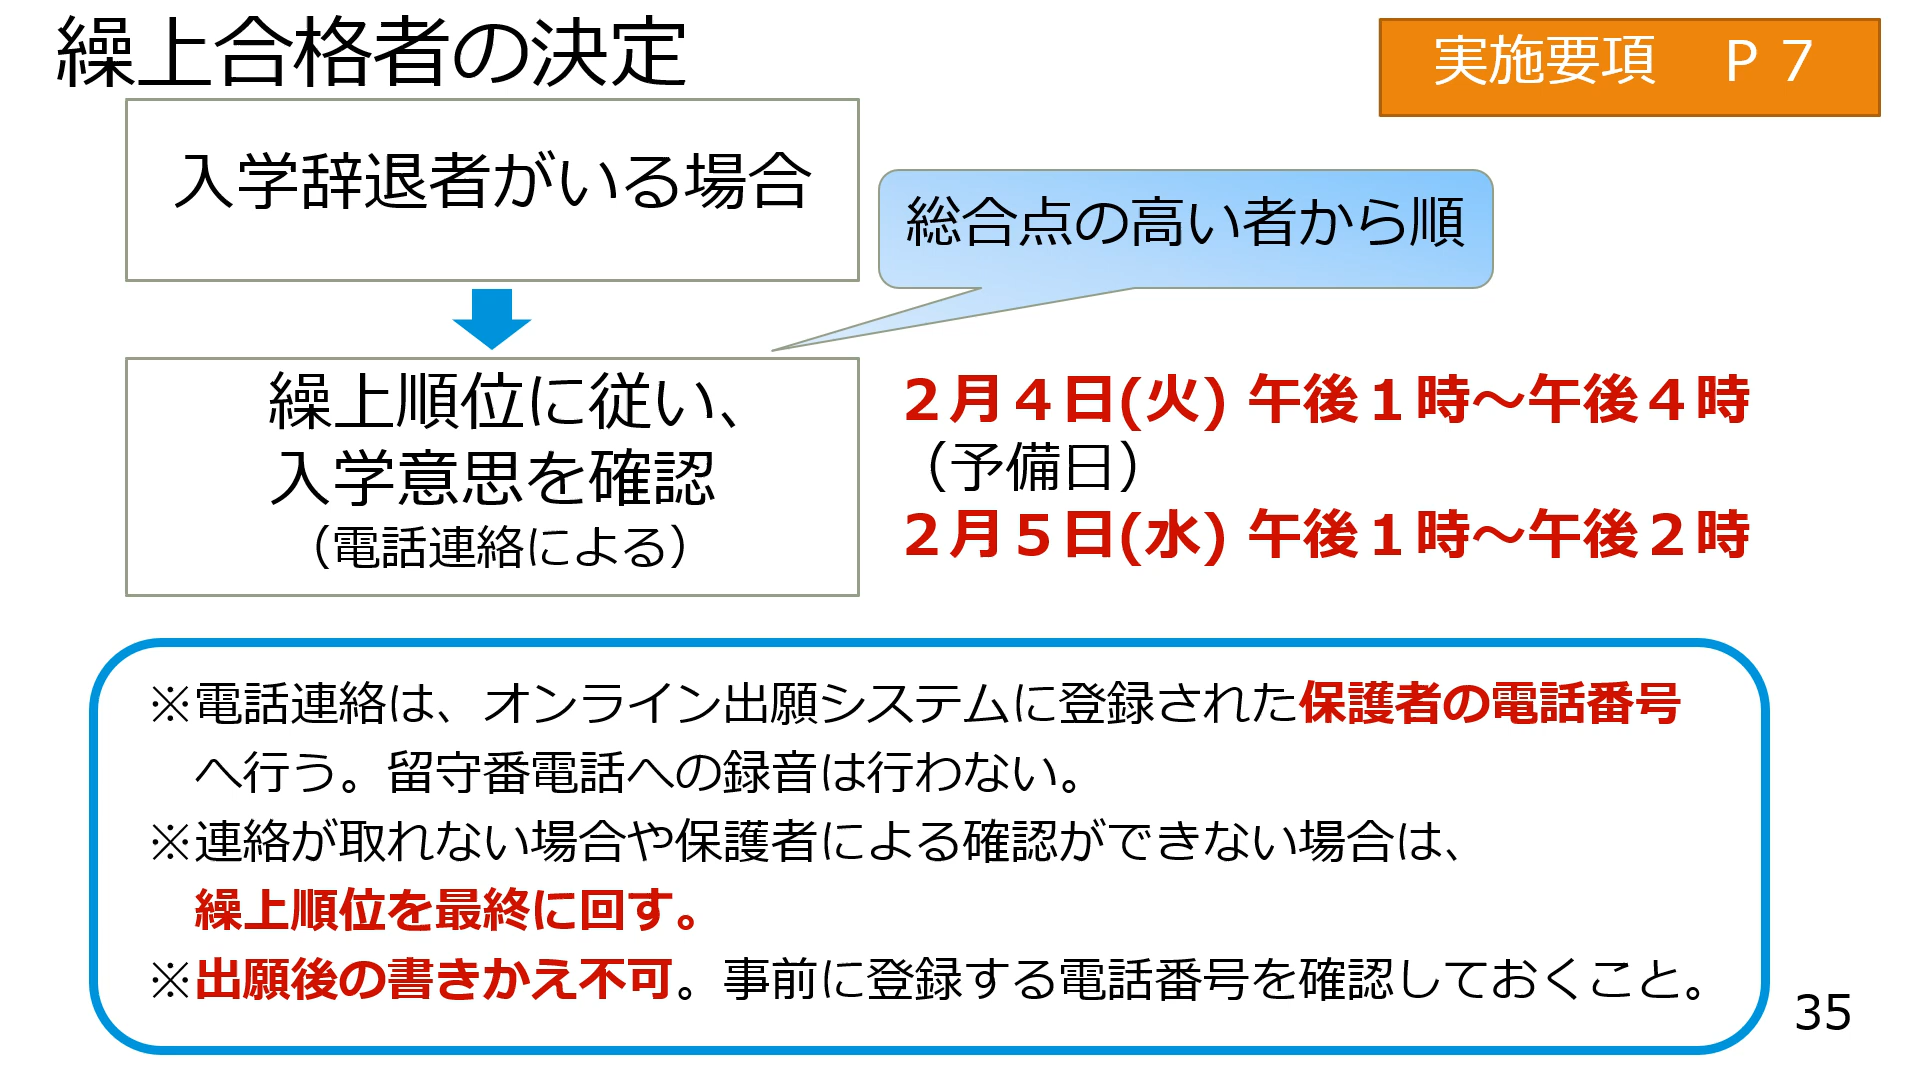 繰上合格者の決定
実施要項　Ｐ７
入学辞退者がいる場合
総合点の高い者から順
繰上順位に従い、
入学意思を確認
（電話連絡による）
２月４日(火) 午後１時～午後４時
（予備日）
２月５日(水) 午後１時～午後２時
※電話連絡は、オンライン出願システムに登録された保護者の電話番号
へ行う。留守番電話への録音は行わない。
※連絡が取れない場合や保護者による確認ができない場合は、
繰上順位を最終に回す。
※出願後の書きかえ不可。事前に登録する電話番号を確認しておくこと。
35